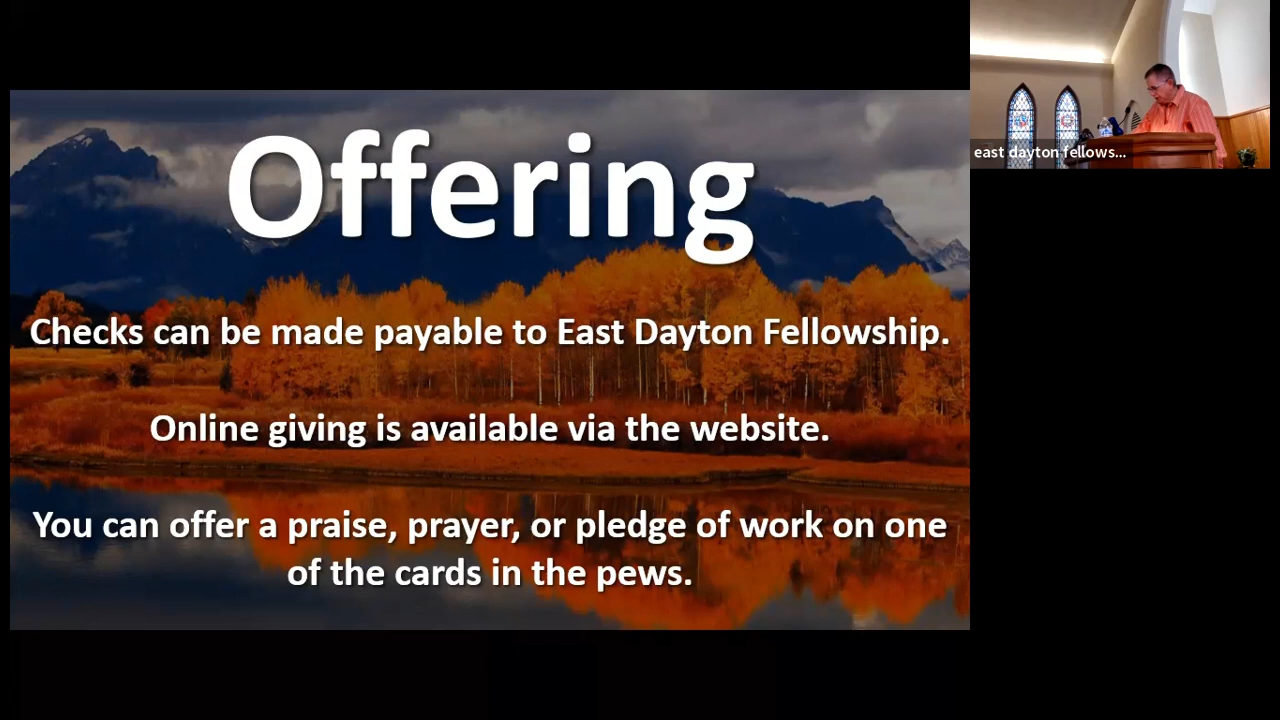 Offering
Checks can be made payable to East Dayton Fellowship.
Online giving is available via the website.
You can offer a praise, prayer, or pledge of work on one
of the cards in the pews.
east dayton fellows...